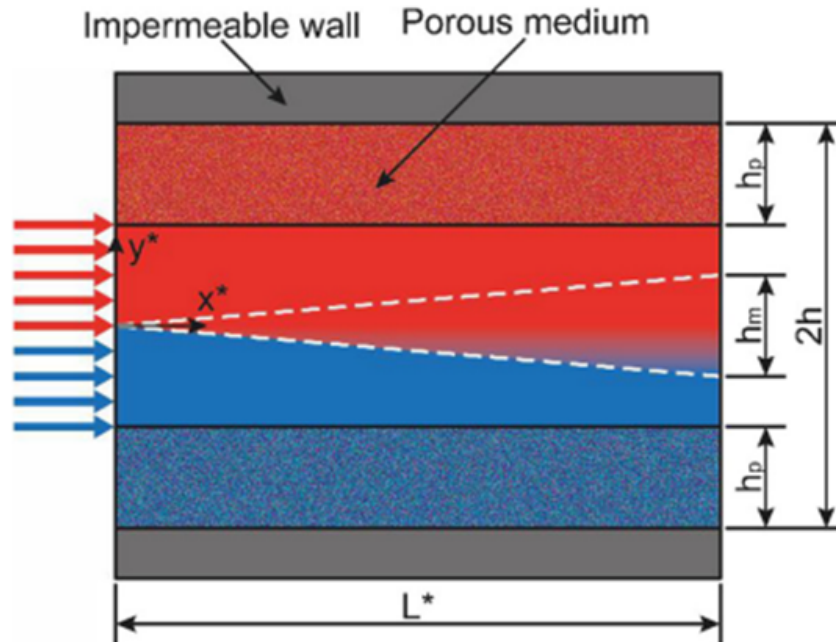 Impermeable wall
Porous medium
hp
y*
x*
hm
2h
hp
L*